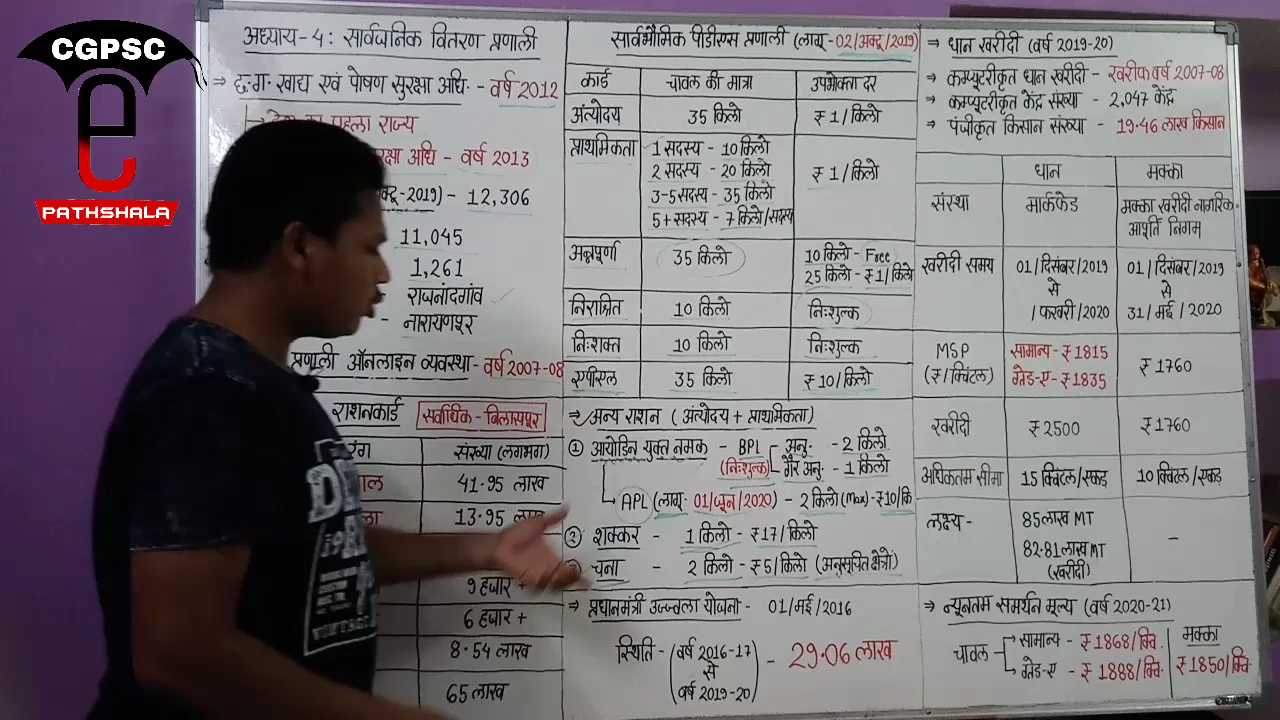 CGPSC
PATHSHALA
अध्याय-4: सार्वजनिक वितरण प्रणाली
⇒ छ.ग. खाद्य एवं पोषण सुरक्षा अधि. - वर्ष 2012
पहला राज्य
सुरक्षा अधि - वर्ष 2013
2019) - 12,306
11,045
1,261
राजनांदगांव
- नारायणपुर
प्रणाली ऑनलाइन व्यवस्था - वर्ष 2007-08
राशनकार्ड सर्वाधिक - बिलासपुर
रंग संख्या (लगभग)
41.95 लाख
13.95 लाख
9 हजार +
6 हजार +
8.54 लाख
65 लाख
सार्वभौमिक पीडीएस प्रणाली (लागू - 02/अक्टू/2019)
कार्ड चावल की मात्रा उपभोक्ता दर
अंत्योदय 35 किलो ₹ 1/किलो
प्राथमिकता 1 सदस्य - 10 किलो
2 सदस्य - 20 किलो ₹ 1/किलो
3-5 सदस्य - 35 किलो
5+ सदस्य - 7 किलो/सदस्य
अन्नपूर्णा 35 किलो 10 किलो - Free
25 किलो - ₹1/किलो
निराश्रित 10 किलो निःशुल्क
निःशक्त 10 किलो निःशुल्क
एपीएल 35 किलो ₹10/किलो
⇒ अन्य राशन (अंत्योदय + प्राथमिकता)
① आयोडिन युक्त नमक - BPL अनु. - 2 किलो
(निःशुल्क) गैर अनु. - 1 किलो
APL (लागू- 01/जून/2020) - 2 किलो (Max) - ₹10/कि
② शक्कर - 1 किलो - ₹17/किलो
चना - 2 किलो - ₹5/किलो (अनुसूचित क्षेत्रों)
⇒ प्रधानमंत्री उज्ज्वला योजना - 01/मई/2016
स्थिति - (वर्ष 2016-17
से - 29.06 लाख
वर्ष 2019-20)
⇒ धान खरीदी (वर्ष 2019-20)
⇒ कम्प्यूटरीकृत धान खरीदी - खरीफ वर्ष 2007-08
⇒ कम्प्यूटरीकृत केंद्र संख्या - 2,047 केंद्र
⇒ पंजीकृत किसान संख्या - 19.46 लाख किसान
धान मक्का
संस्था मार्कफेड मक्का खरीदी नागरिक
आपूर्ति निगम
खरीदी समय 01/दिसंबर/2019 01/दिसंबर/2019
से से
/फरवरी/2020 31/मई/2020
MSP सामान्य - ₹1815
(₹/क्विंटल) ग्रेड-ए - ₹1835 ₹1760
खरीदी ₹2500 ₹1760
अधिकतम सीमा 15 क्विंटल/एकड़ 10 क्विंटल/एकड़
लक्ष्य - 85 लाख MT
82.81 लाख MT -
(खरीदी)
⇒ न्यूनतम समर्थन मूल्य (वर्ष 2020-21)
चावल सामान्य - ₹1868/क्वि. मक्का
ग्रेड-ए - ₹1888/क्वि. ₹1850/क्वि.